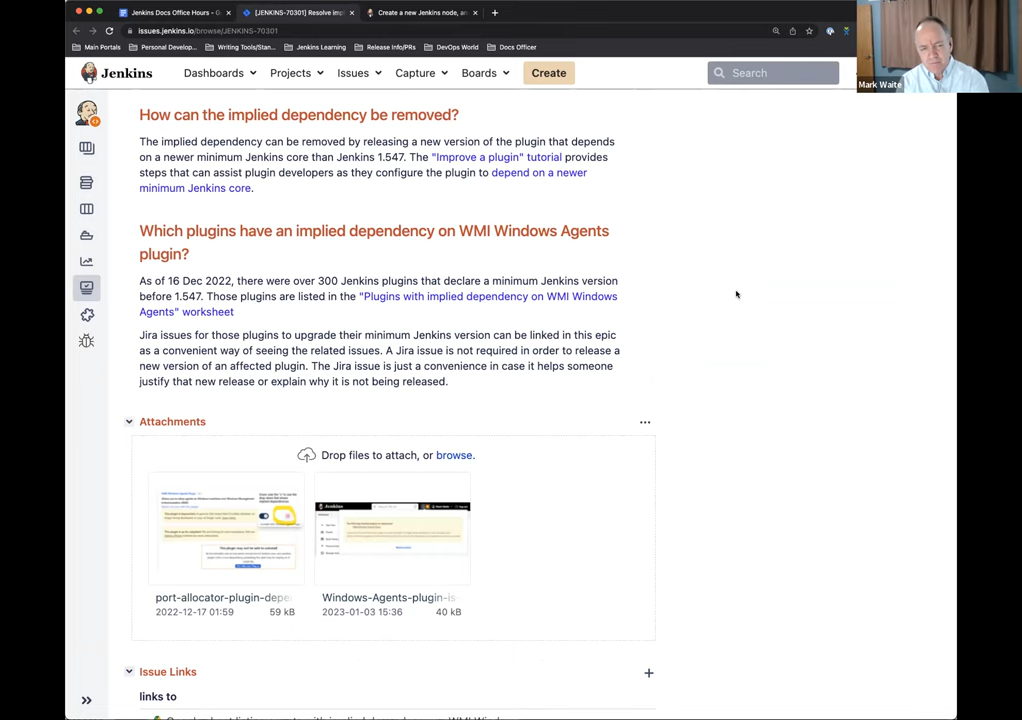 Jenkins Docs Office Hours - G
[JENKINS-70301] Resolve impl
Create a new Jenkins node, an
issues.jenkins.io/browse/JENKINS-70301
Main Portals
Personal Develop...
Writing Tools/Stan...
Jenkins Learning
Release Info/PRs
DevOps World
Docs Officer
Mark Waite
Jenkins
Dashboards
Projects
Issues
Capture
Boards
Create
Search
How can the implied dependency be removed?
The implied dependency can be removed by releasing a new version of the plugin that depends
on a newer minimum Jenkins core than Jenkins 1.547. The "Improve a plugin" tutorial provides
steps that can assist plugin developers as they configure the plugin to depend on a newer
minimum Jenkins core.
Which plugins have an implied dependency on WMI Windows Agents
plugin?
As of 16 Dec 2022, there were over 300 Jenkins plugins that declare a minimum Jenkins version
before 1.547. Those plugins are listed in the "Plugins with implied dependency on WMI Windows
Agents" worksheet
Jira issues for those plugins to upgrade their minimum Jenkins version can be linked in this epic
as a convenient way of seeing the related issues. A Jira issue is not required in order to release a
new version of an affected plugin. The Jira issue is just a convenience in case it helps someone
justify that new release or explain why it is not being released.
Attachments
Drop files to attach, or browse.
port-allocator-plugin-depe
2022-12-17 01:59
59 kB
Windows-Agents-plugin-is-
2023-01-03 15:36
40 kB
Issue Links
links to